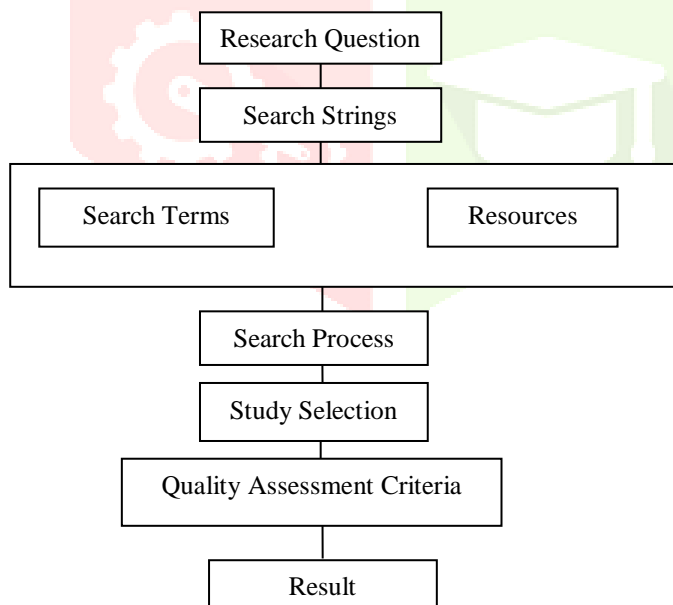 Research Question
Search Strings
Search Terms
Resources
Search Process
Study Selection
Quality Assessment Criteria
Result